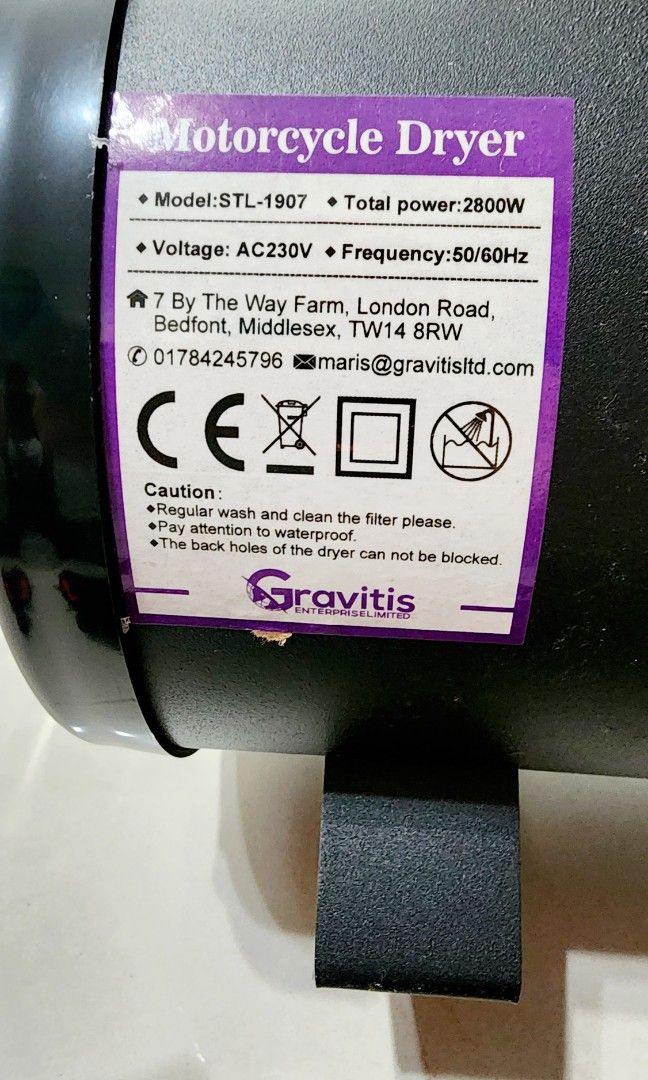 Motorcycle Dryer
◆ Model:STL-1907 ◆ Total power:2800W
◆ Voltage: AC230V ◆ Frequency:50/60Hz
7 By The Way Farm, London Road,
Bedfont, Middlesex, TW14 8RW
01784245796 maris@gravitisltd.com
CE
Caution:
◆Regular wash and clean the filter please.
◆Pay attention to waterproof.
◆The back holes of the dryer can not be blocked.
Gravitis
ENTERPRISE LIMITED